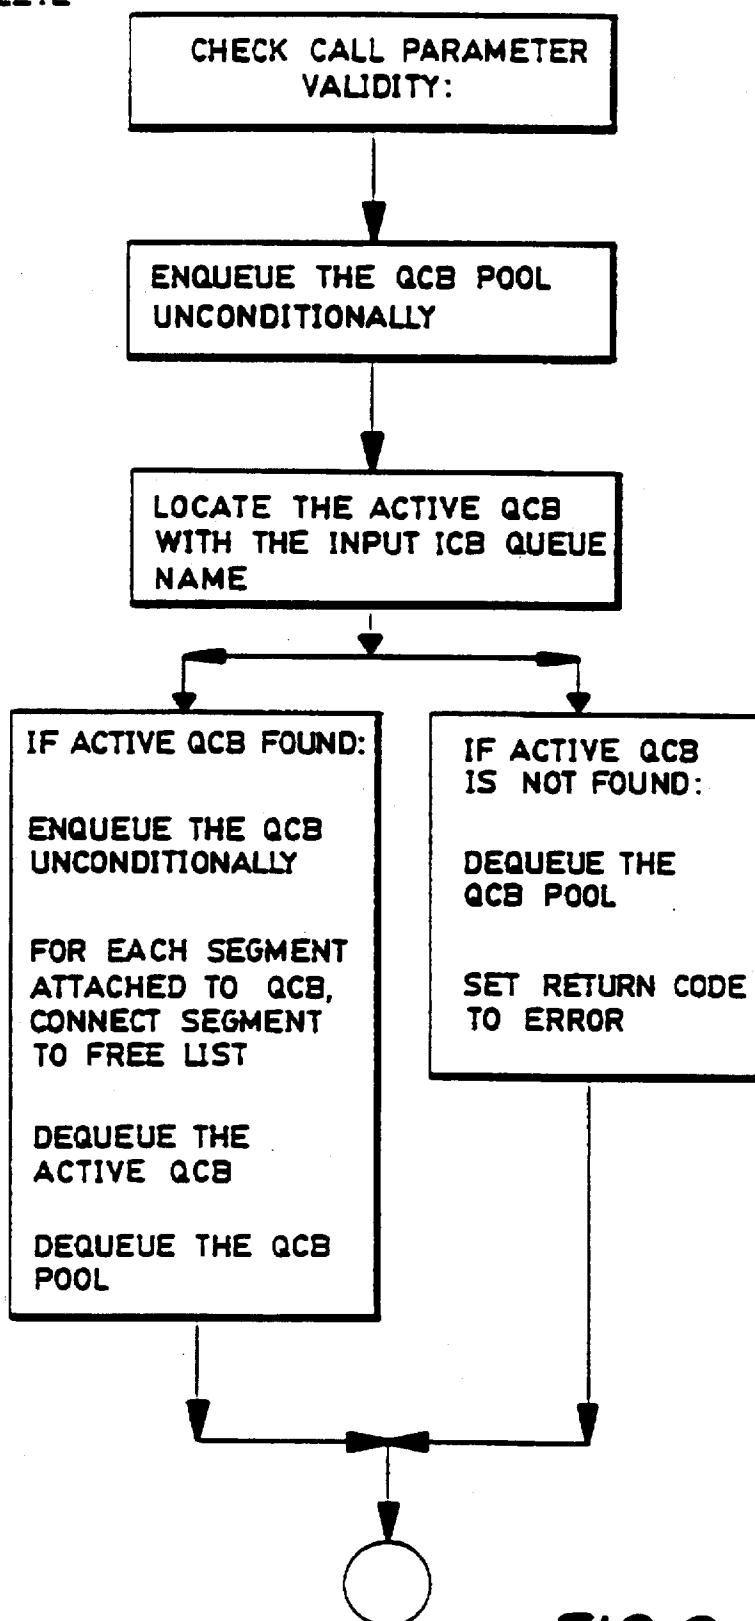 CHECK CALL PARAMETER
VALIDITY:
ENQUEUE THE QCB POOL
UNCONDITIONALLY
LOCATE THE ACTIVE QCB
WITH THE INPUT ICB QUEUE
NAME
IF ACTIVE QCB FOUND:
ENQUEUE THE QCB
UNCONDITIONALLY
FOR EACH SEGMENT
ATTACHED TO QCB,
CONNECT SEGMENT
TO FREE LIST
DEQUEUE THE
ACTIVE QCB
DEQUEUE THE QCB
POOL
IF ACTIVE QCB
IS NOT FOUND:
DEQUEUE THE
QCB POOL
SET RETURN CODE
TO ERROR